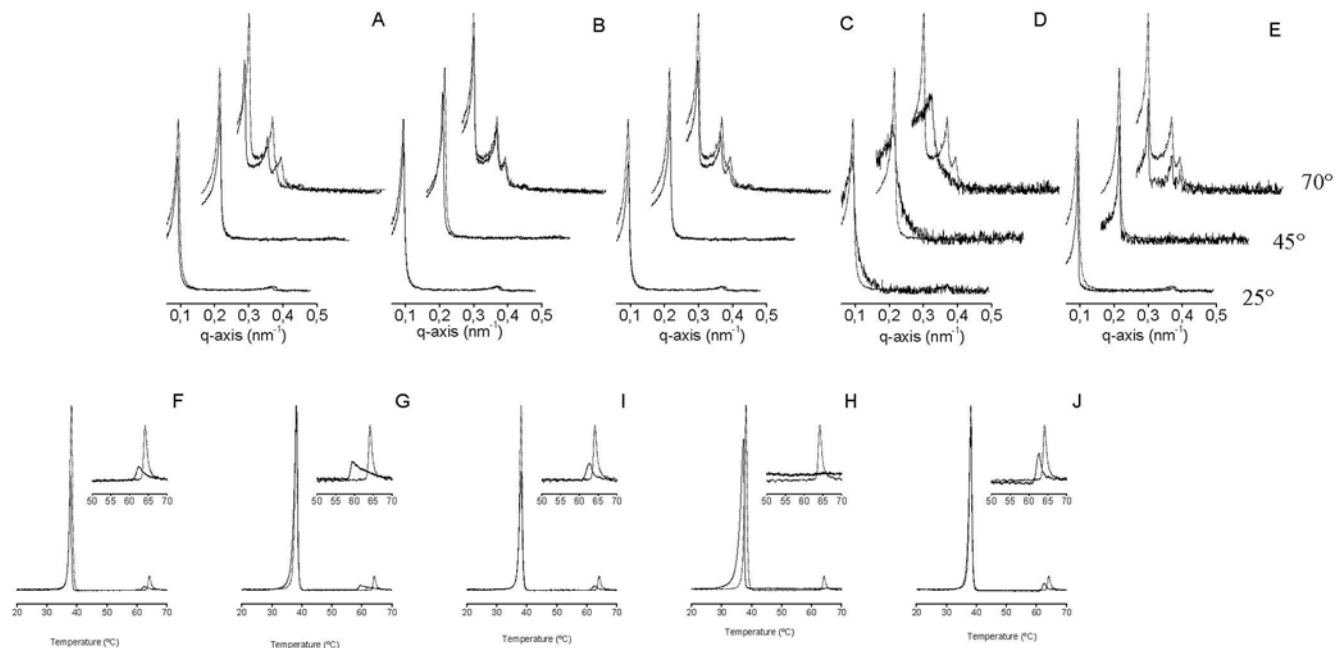 A B C D E
70°
45°
25°
0,1 0,2 0,3 0,4 0,5 0,1 0,2 0,3 0,4 0,5 0,1 0,2 0,3 0,4 0,5 0,1 0,2 0,3 0,4 0,5 0,1 0,2 0,3 0,4 0,5
q-axis (nm⁻¹) q-axis (nm⁻¹) q-axis (nm⁻¹) q-axis (nm⁻¹) q-axis (nm⁻¹)
F G I H J
50 55 60 65 70 50 55 60 65 70 50 55 60 65 70 50 55 60 65 70 50 55 60 65 70
20 30 40 50 60 70 20 30 40 50 60 70 20 30 40 50 60 70 20 30 40 50 60 70 20 30 40 50 60 70
Temperature (ºC) Temperature (ºC) Temperature (ºC) Temperature (ºC) Temperature (ºC)